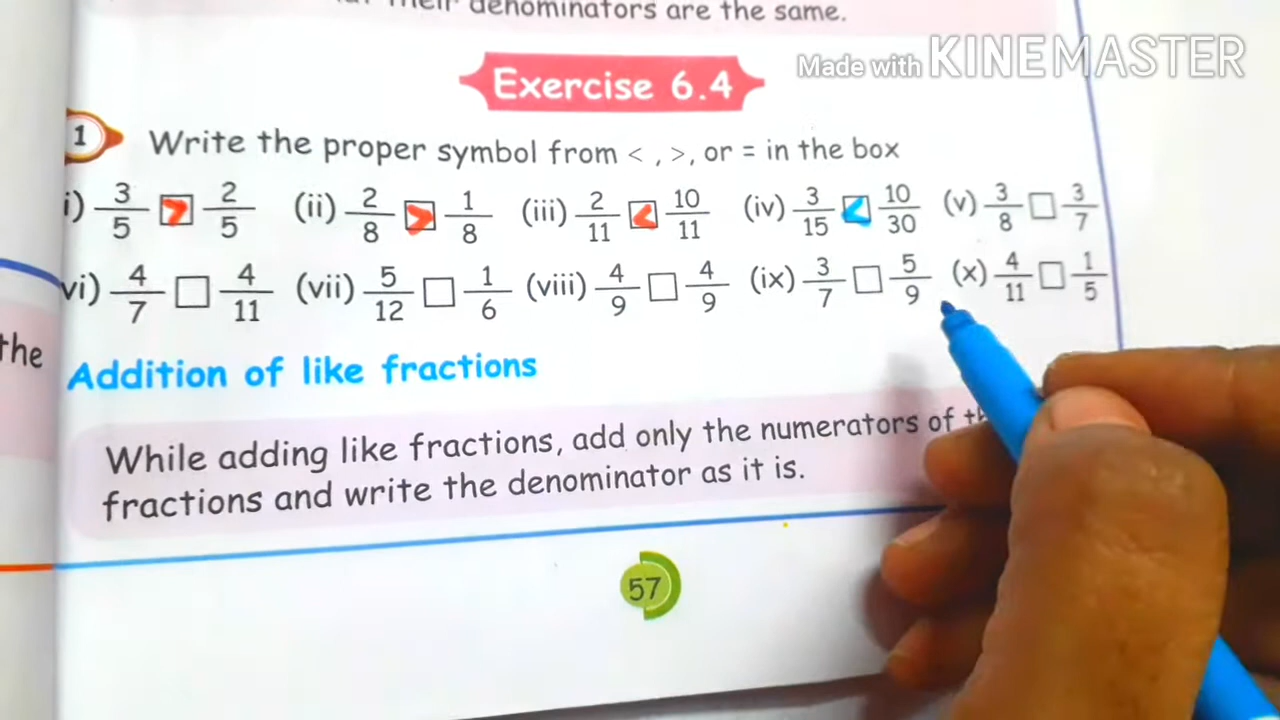 their denominators are the same.
Made with KINEMASTER
Exercise 6.4
1 Write the proper symbol from < , >, or = in the box
i) 3/5 > 2/5 (ii) 2/8 > 1/8 (iii) 2/11 < 10/11 (iv) 3/15 < 10/30 (v) 3/8 □ 3/7
vi) 4/7 □ 4/11 (vii) 5/12 □ 1/6 (viii) 4/9 □ 4/9 (ix) 3/7 □ 5/9 (x) 4/11 □ 1/5
the
Addition of like fractions
While adding like fractions, add only the numerators of
fractions and write the denominator as it is.
57